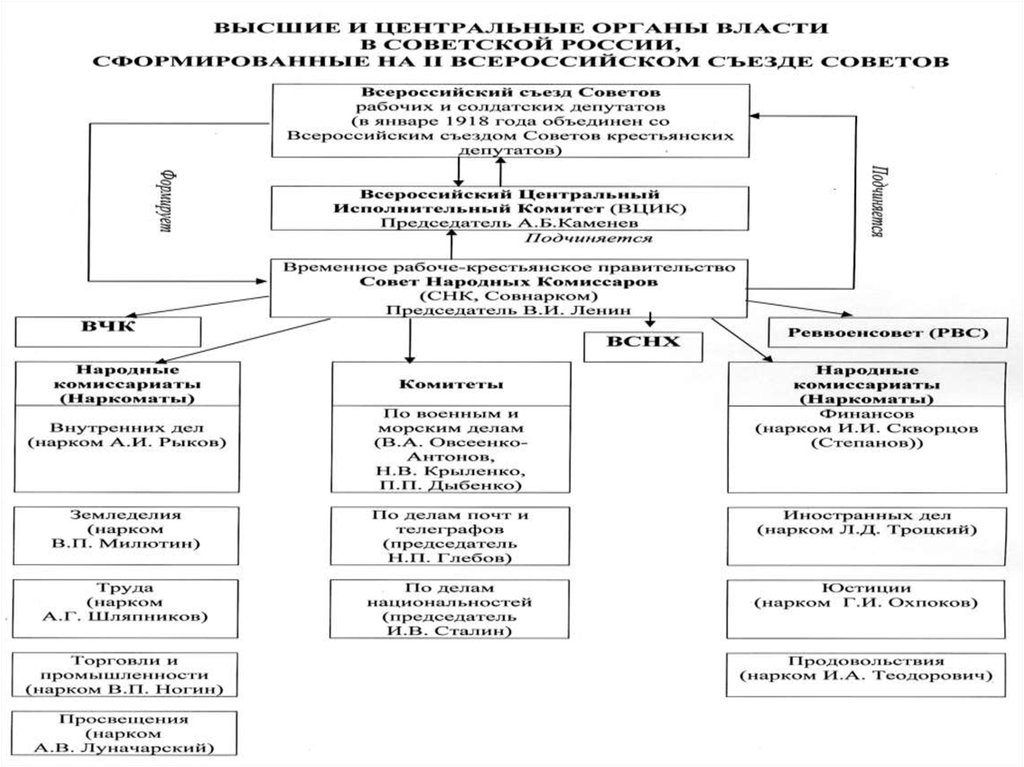 ВЫСШИЕ И ЦЕНТРАЛЬНЫЕ ОРГАНЫ ВЛАСТИ
В СОВЕТСКОЙ РОССИИ,
СФОРМИРОВАННЫЕ НА II ВСЕРОССИЙСКОМ СЪЕЗДЕ СОВЕТОВ
Всероссийский съезд Советов
рабочих и солдатских депутатов
(в январе 1918 года объединен со
Всероссийским съездом Советов крестьянских
депутатов)
Формирует
Подчиняется
Всероссийский Центральный
Исполнительный Комитет (ВЦИК)
Председатель А.Б.Каменев
Подчиняется
Временное рабоче-крестьянское правительство
Совет Народных Комиссаров
(СНК, Совнарком)
Председатель В.И. Ленин
ВЧК
ВСНХ
Реввоенсовет (РВС)
Народные
комиссариаты
(Наркоматы)
Внутренних дел
(нарком А.И. Рыков)
Земледелия
(нарком
В.П. Милютин)
Труда
(нарком
А.Г. Шляпников)
Торговли и
промышленности
(нарком В.П. Ногин)
Просвещения
(нарком
А.В. Луначарский)
Комитеты
По военным и
морским делам
(В.А. Овсеенко-
Антонов,
Н.В. Крыленко,
П.П. Дыбенко)
По делам почт и
телеграфов
(председатель
Н.П. Глебов)
По делам
национальностей
(председатель
И.В. Сталин)
Народные
комиссариаты
(Наркоматы)
Финансов
(нарком И.И. Скворцов
(Степанов))
Иностранных дел
(нарком Л.Д. Троцкий)
Юстиции
(нарком Г.И. Охпоков)
Продовольствия
(нарком И.А. Теодорович)